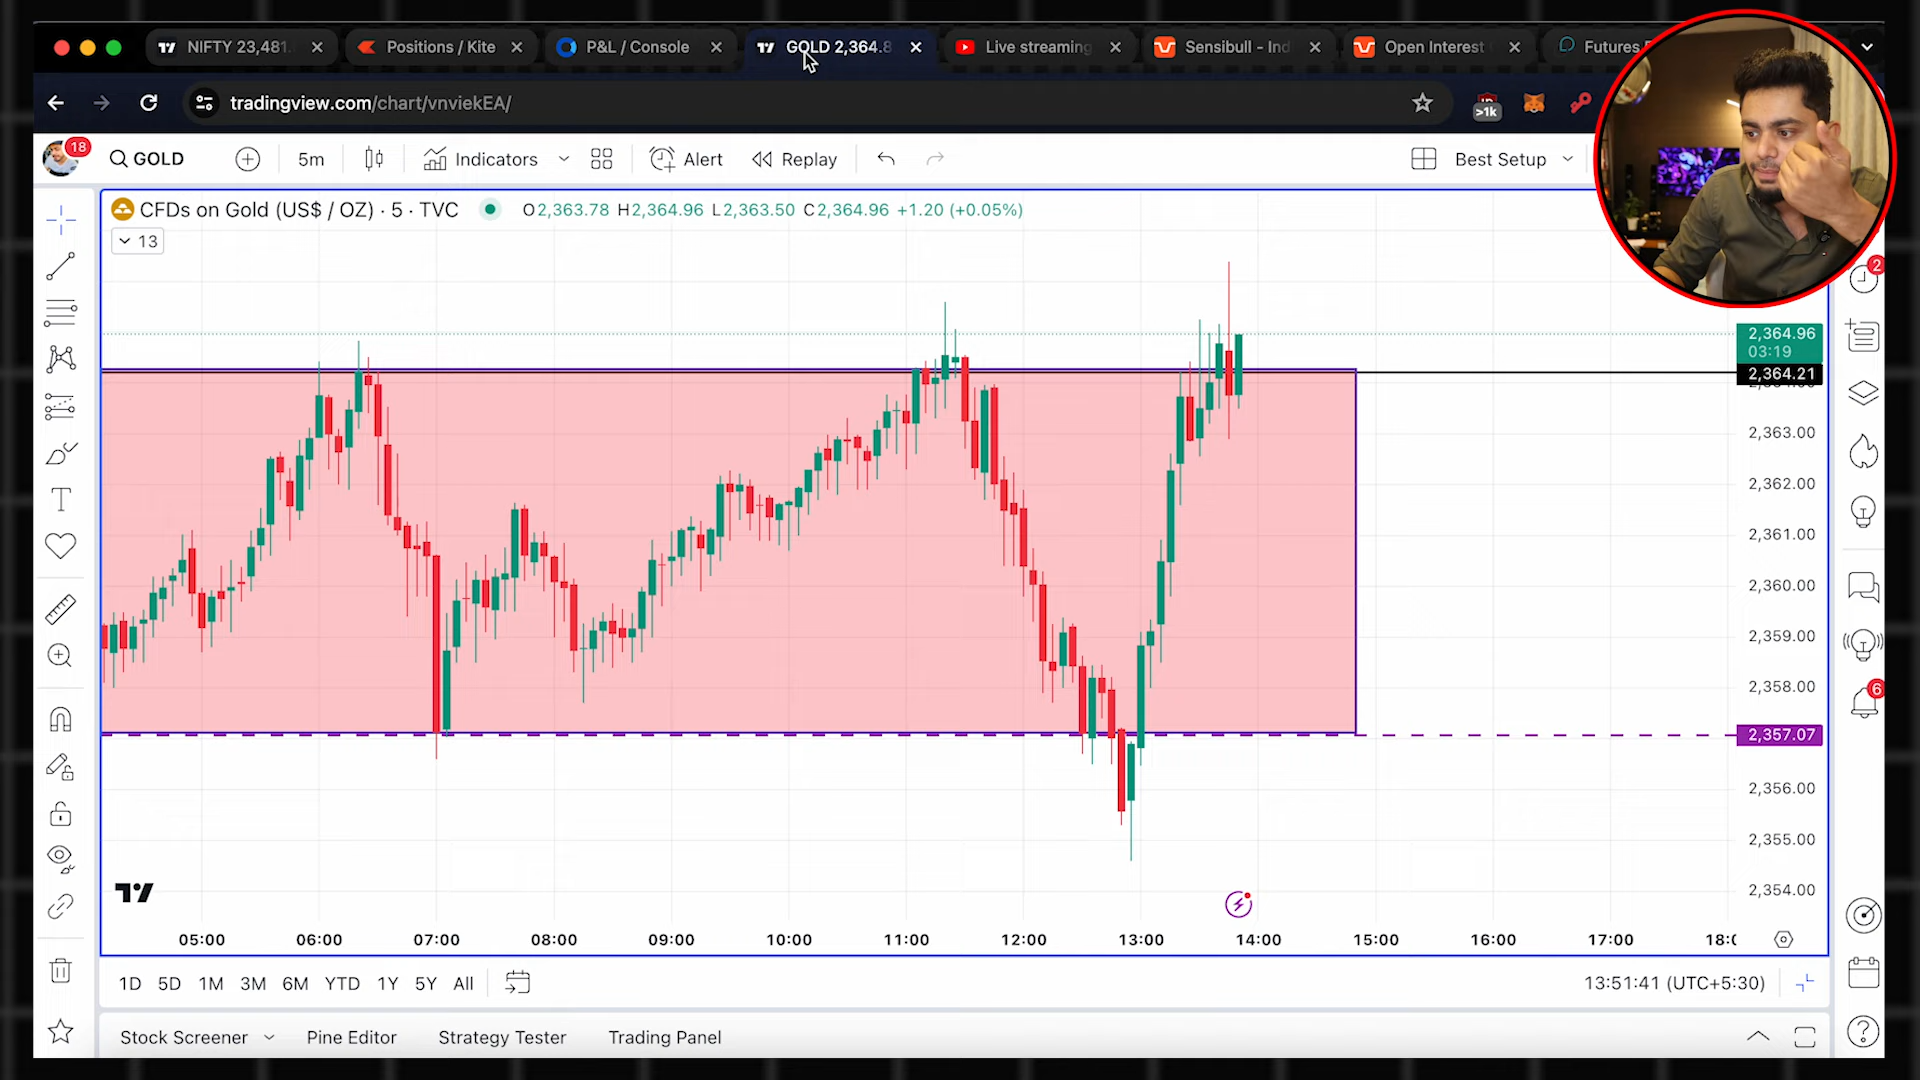 NIFTY 23,481.
Positions / Kite
P&L / Console
GOLD 2,364.8
Live streaming
Sensibull - Ind
Open Interest
Futures
tradingview.com/chart/vnviekEA/
>1k
18
GOLD
5m
Indicators
Alert
Replay
Best Setup
CFDs on Gold (US$ / OZ) · 5 · TVC
O2,363.78 H2,364.96 L2,363.50 C2,364.96 +1.20 (+0.05%)
13
2
2,364.96
03:19
2,364.21
2,363.00
2,362.00
2,361.00
2,360.00
2,359.00
2,358.00
6
2,357.07
2,356.00
2,355.00
2,354.00
05:00 06:00 07:00 08:00 09:00 10:00 11:00 12:00 13:00 14:00 15:00 16:00 17:00 18:
1D 5D 1M 3M 6M YTD 1Y 5Y All
13:51:41 (UTC+5:30)
Stock Screener Pine Editor Strategy Tester Trading Panel